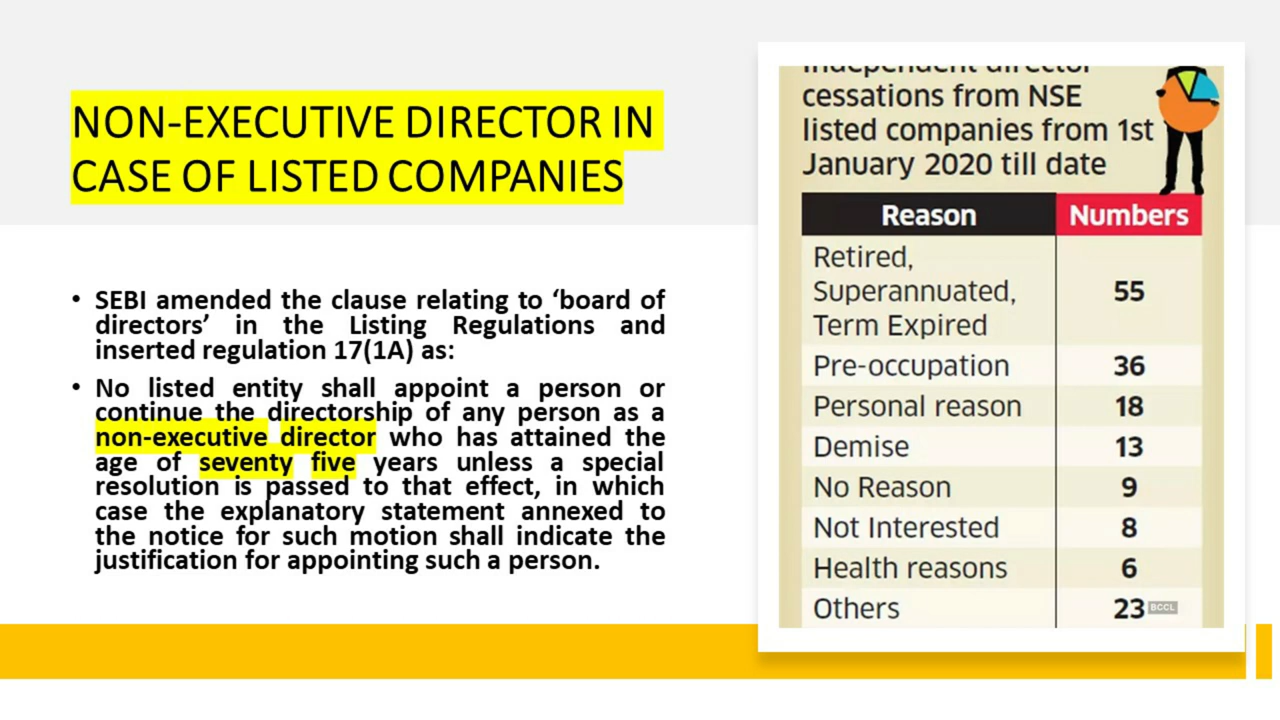 NON-EXECUTIVE DIRECTOR IN
CASE OF LISTED COMPANIES
• SEBI amended the clause relating to ‘board of
directors’ in the Listing Regulations and
inserted regulation 17(1A) as:
• No listed entity shall appoint a person or
continue the directorship of any person as a
non-executive director who has attained the
age of seventy five years unless a special
resolution is passed to that effect, in which
case the explanatory statement annexed to
the notice for such motion shall indicate the
justification for appointing such a person.
Independent director
cessations from NSE
listed companies from 1st
January 2020 till date
Reason Numbers
Retired,
Superannuated, 55
Term Expired
Pre-occupation 36
Personal reason 18
Demise 13
No Reason 9
Not Interested 8
Health reasons 6
Others 23 BCCL